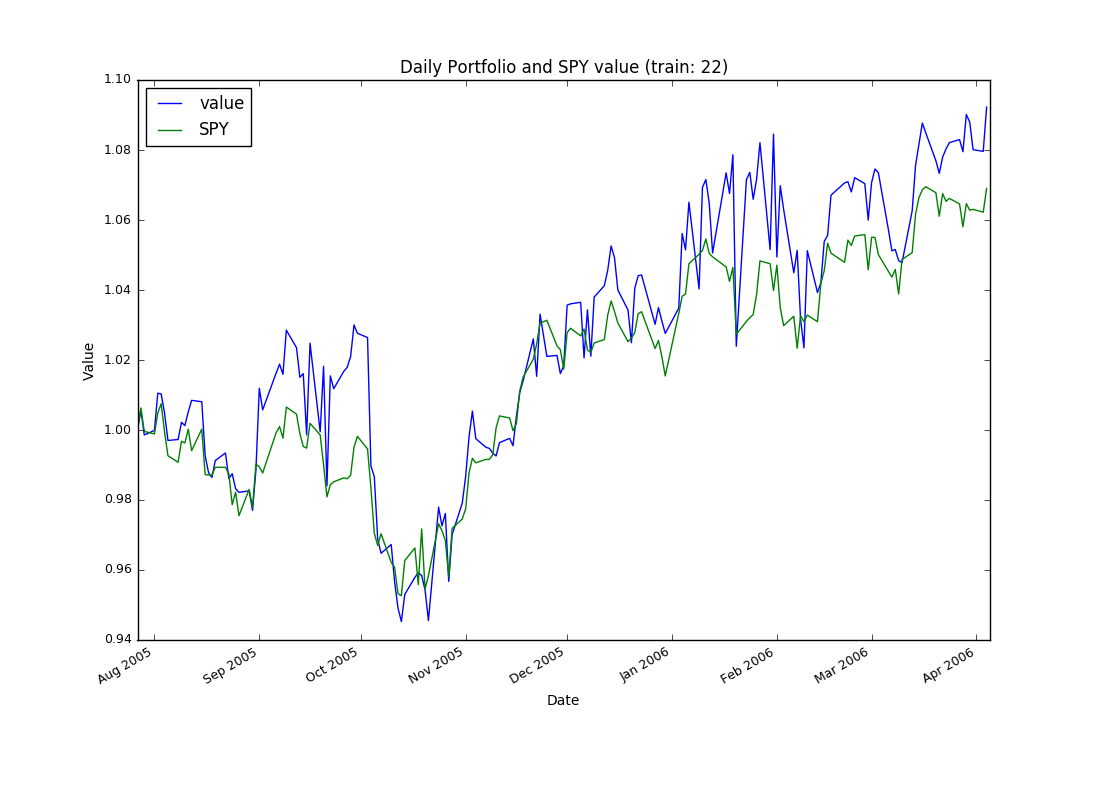 Daily Portfolio and SPY value (train: 22)
1.10
1.08
1.06
1.04
1.02
1.00
0.98
0.96
0.94
Value
value
SPY
Aug 2005
Sep 2005
Oct 2005
Nov 2005
Dec 2005
Jan 2006
Feb 2006
Mar 2006
Apr 2006
Date